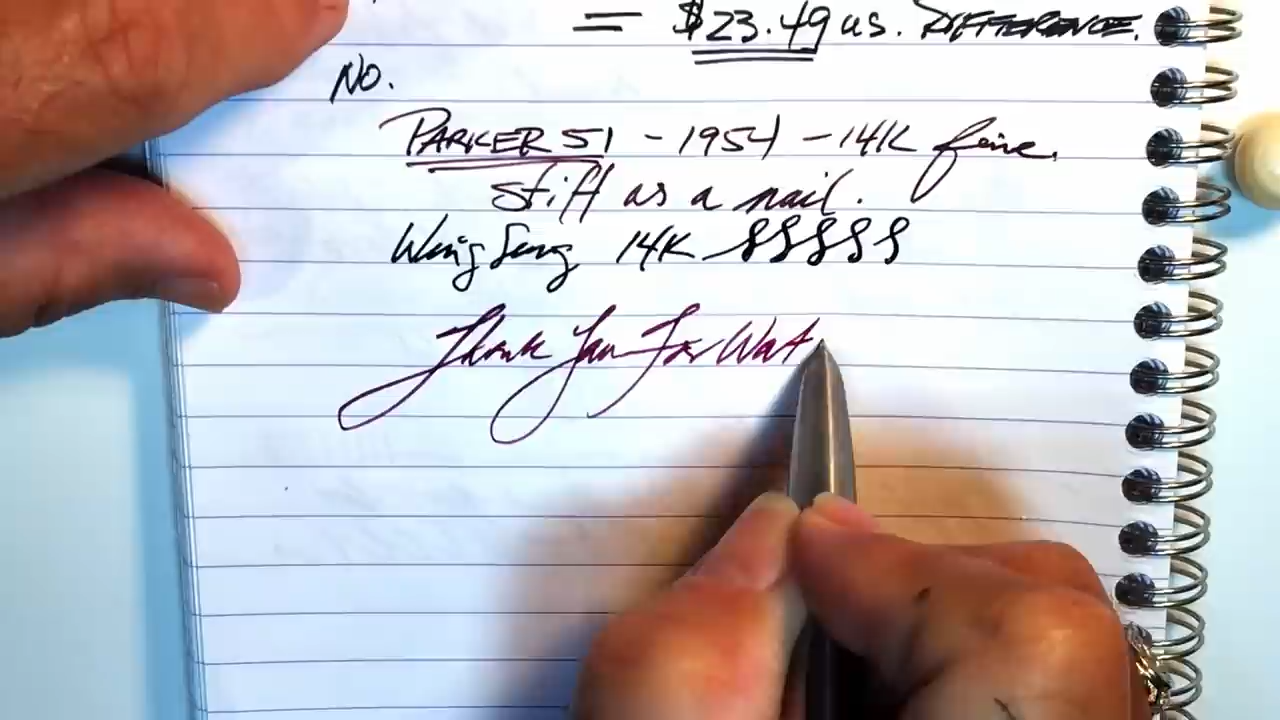 = $23.49 us. DIFFERENCE.
No.
PARKER 51 - 1954 - 14K fine.
stiff as a nail.
Wing Sung 14K
Thank You For Wat